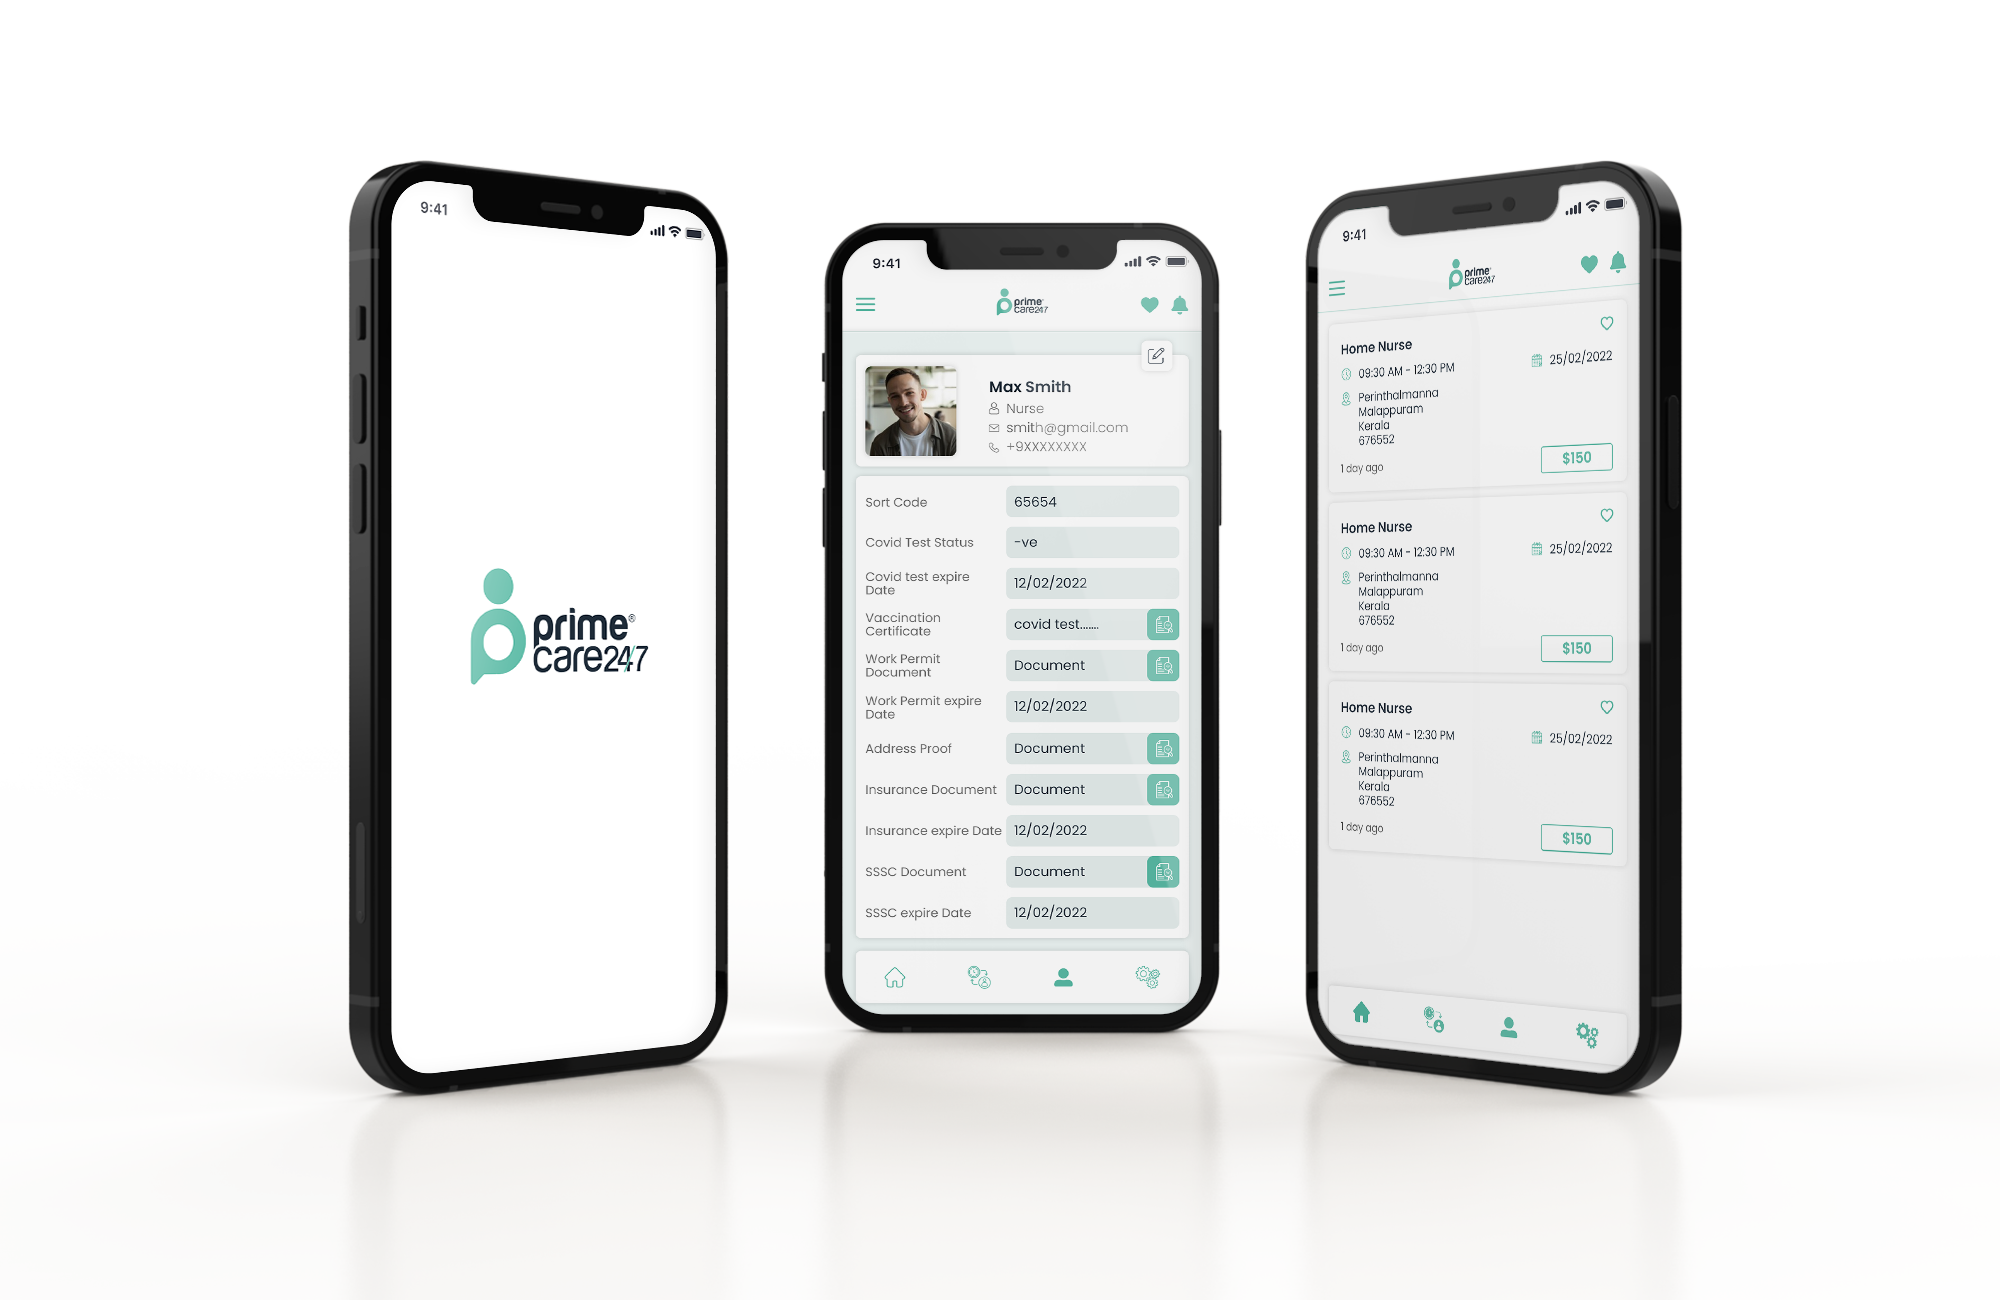 9:41
prime®
care24/7
9:41
prime®
care247
Max Smith
Nurse
smith@gmail.com
+9XXXXXXXX
Sort Code
65654
Covid Test Status
-ve
Covid test expire
Date
12/02/2022
Vaccination
Certificate
covid test.......
Work Permit
Document
Document
Work Permit expire
Date
12/02/2022
Address Proof
Document
Insurance Document
Document
Insurance expire Date
12/02/2022
SSSC Document
Document
SSSC expire Date
12/02/2022
9:41
prime®
care247
Home Nurse
09:30 AM - 12:30 PM
25/02/2022
Perinthalmanna
Malappuram
Kerala
676552
1 day ago
$150
Home Nurse
09:30 AM - 12:30 PM
25/02/2022
Perinthalmanna
Malappuram
Kerala
676552
1 day ago
$150
Home Nurse
09:30 AM - 12:30 PM
25/02/2022
Perinthalmanna
Malappuram
Kerala
676552
1 day ago
$150